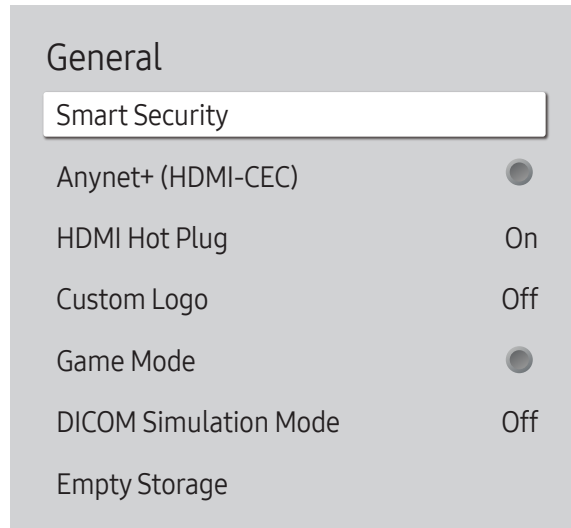 General
Smart Security
Anynet+ (HDMI-CEC)
HDMI Hot Plug On
Custom Logo Off
Game Mode
DICOM Simulation Mode Off
Empty Storage